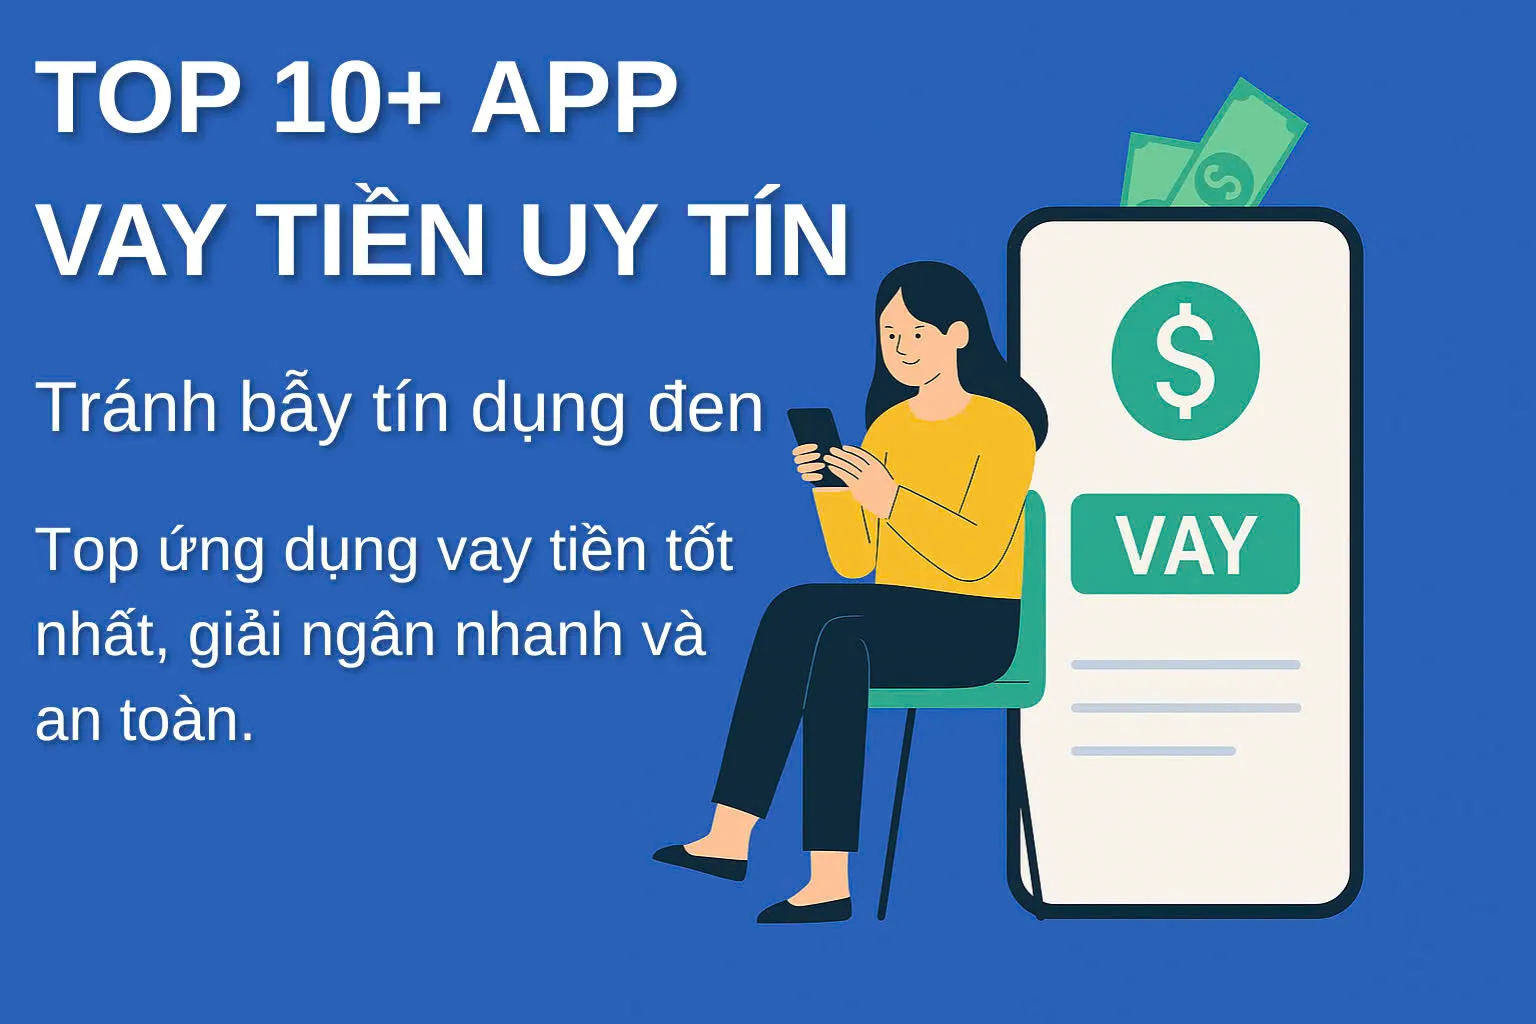 TOP 10+ APP
VAY TIỀN UY TÍN
Tránh bẫy tín dụng đen
Top ứng dụng vay tiền tốt
nhất, giải ngân nhanh và
an toàn.
$
$
VAY